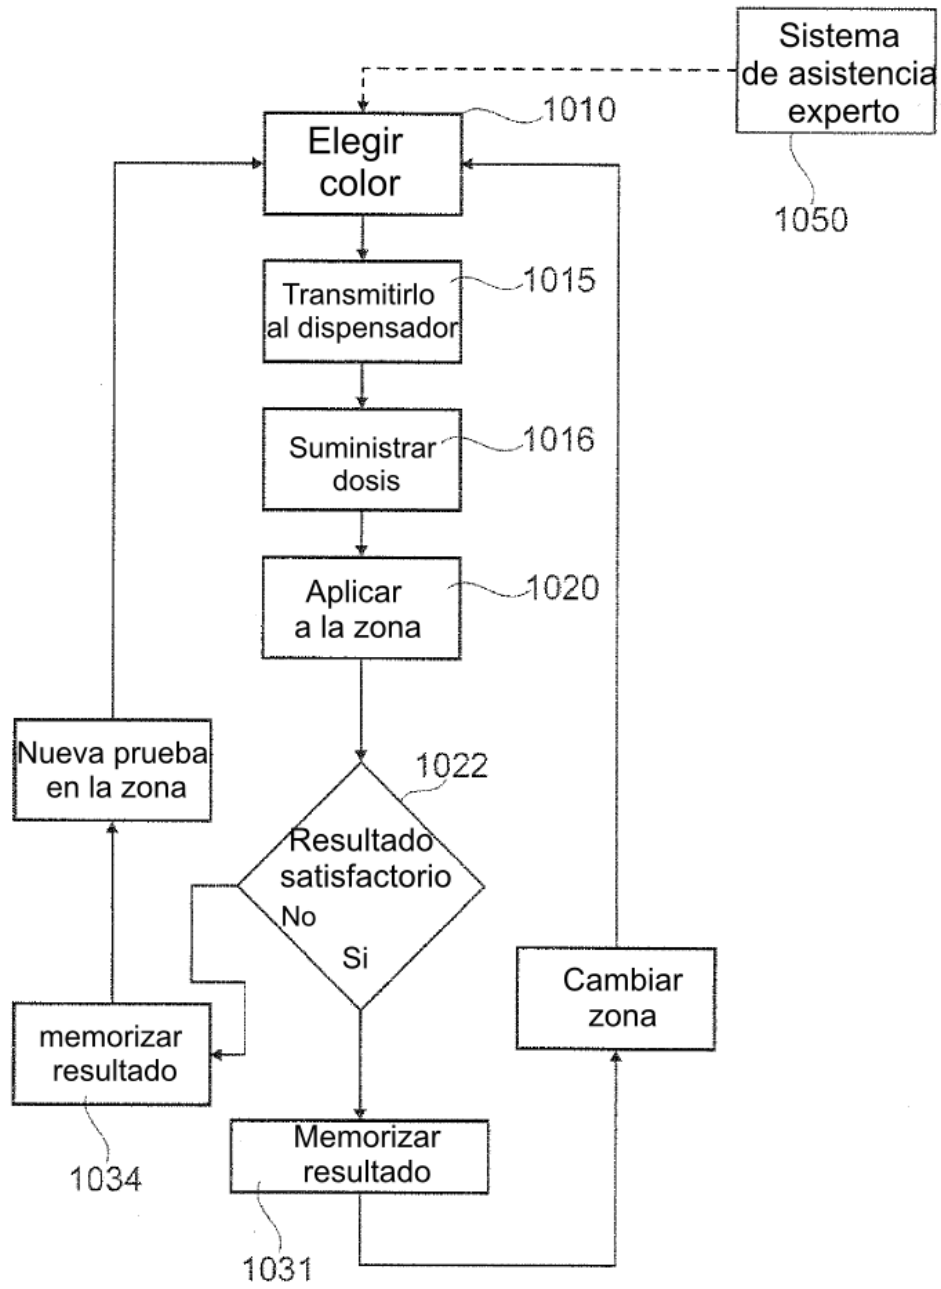 Sistema
de asistencia
experto
1050
1010
Elegir
color
1015
Transmitirlo
al dispensador
1016
Suministrar
dosis
1020
Aplicar
a la zona
Nueva prueba
en la zona
1022
Resultado
satisfactorio
No
Si
Cambiar
zona
memorizar
resultado
1034
Memorizar
resultado
1031